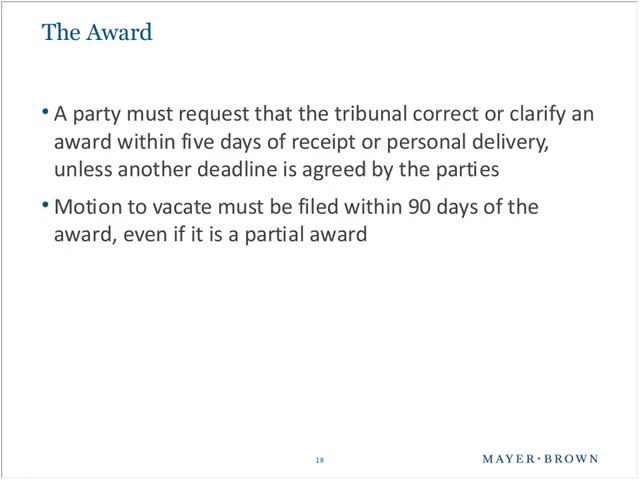 The Award
• A party must request that the tribunal correct or clarify an
award within five days of receipt or personal delivery,
unless another deadline is agreed by the parties
• Motion to vacate must be filed within 90 days of the
award, even if it is a partial award
18
MAYER • BROWN